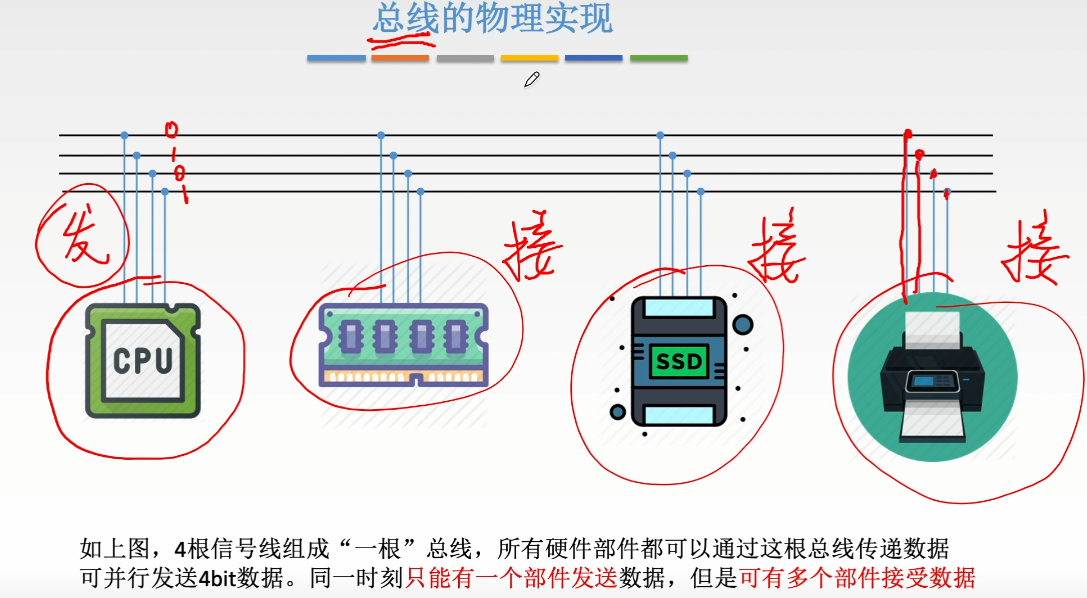 总线的物理实现
0
1
0
1
发
接
接
接
CPU
SSD
如上图，4根信号线组成“一根”总线，所有硬件部件都可以通过这根总线传递数据
可并行发送4bit数据。同一时刻只能有一个部件发送数据，但是可有多个部件接受数据